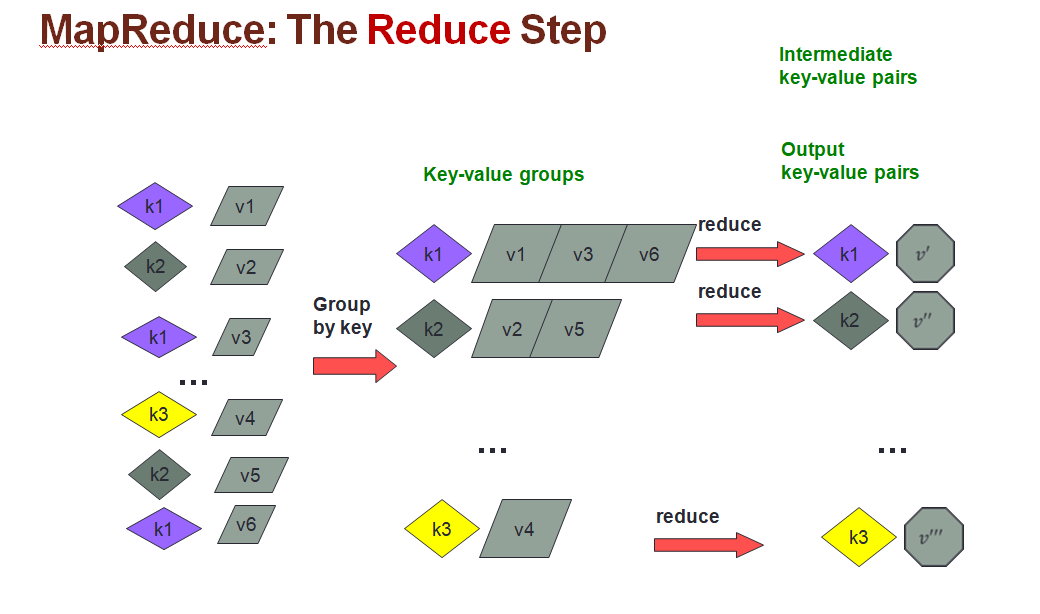 MapReduce: The Reduce Step
Intermediate
key-value pairs
Output
key-value pairs
Key-value groups
k1 v1
k2 v2
k1 v3
...
k3 v4
k2 v5
k1 v6
Group
by key
k1 v1 v3 v6
k2 v2 v5
...
k3 v4
reduce
reduce
reduce
k1 v'
k2 v''
...
k3 v'''